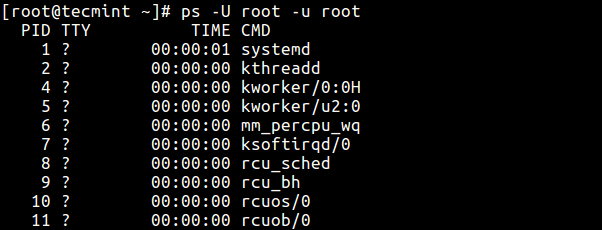 [root@tecmint ~]# ps -U root -u root
  PID TTY          TIME CMD
    1 ?        00:00:01 systemd
    2 ?        00:00:00 kthreadd
    4 ?        00:00:00 kworker/0:0H
    5 ?        00:00:00 kworker/u2:0
    6 ?        00:00:00 mm_percpu_wq
    7 ?        00:00:00 ksoftirqd/0
    8 ?        00:00:00 rcu_sched
    9 ?        00:00:00 rcu_bh
   10 ?        00:00:00 rcuos/0
   11 ?        00:00:00 rcuob/0